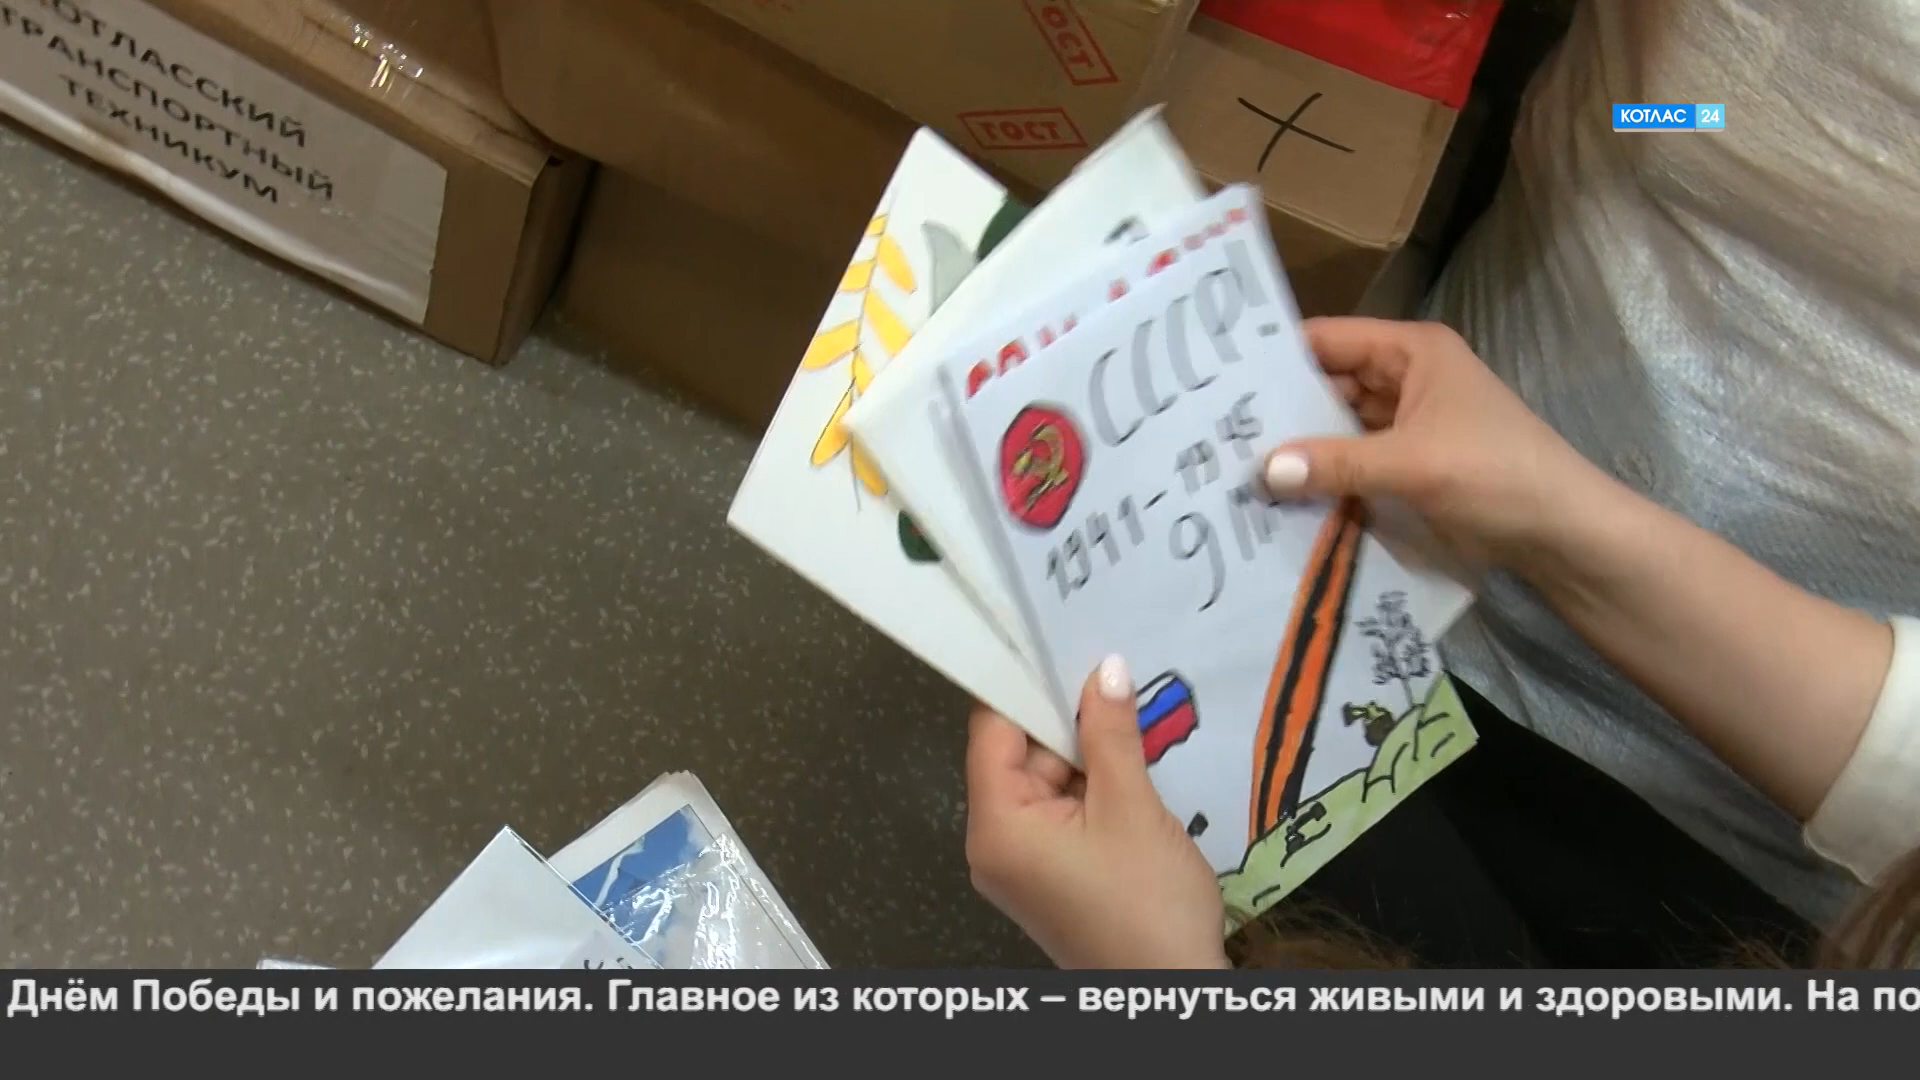 КОТЛАССКИЙ
ТРАНСПОРТНЫЙ
ТЕХНИКУМ
ГОСТ
ГОСТ
КОТЛАС 24
СССР!
1941-1945
9
Днём Победы и пожелания. Главное из которых – вернуться живыми и здоровыми. На по